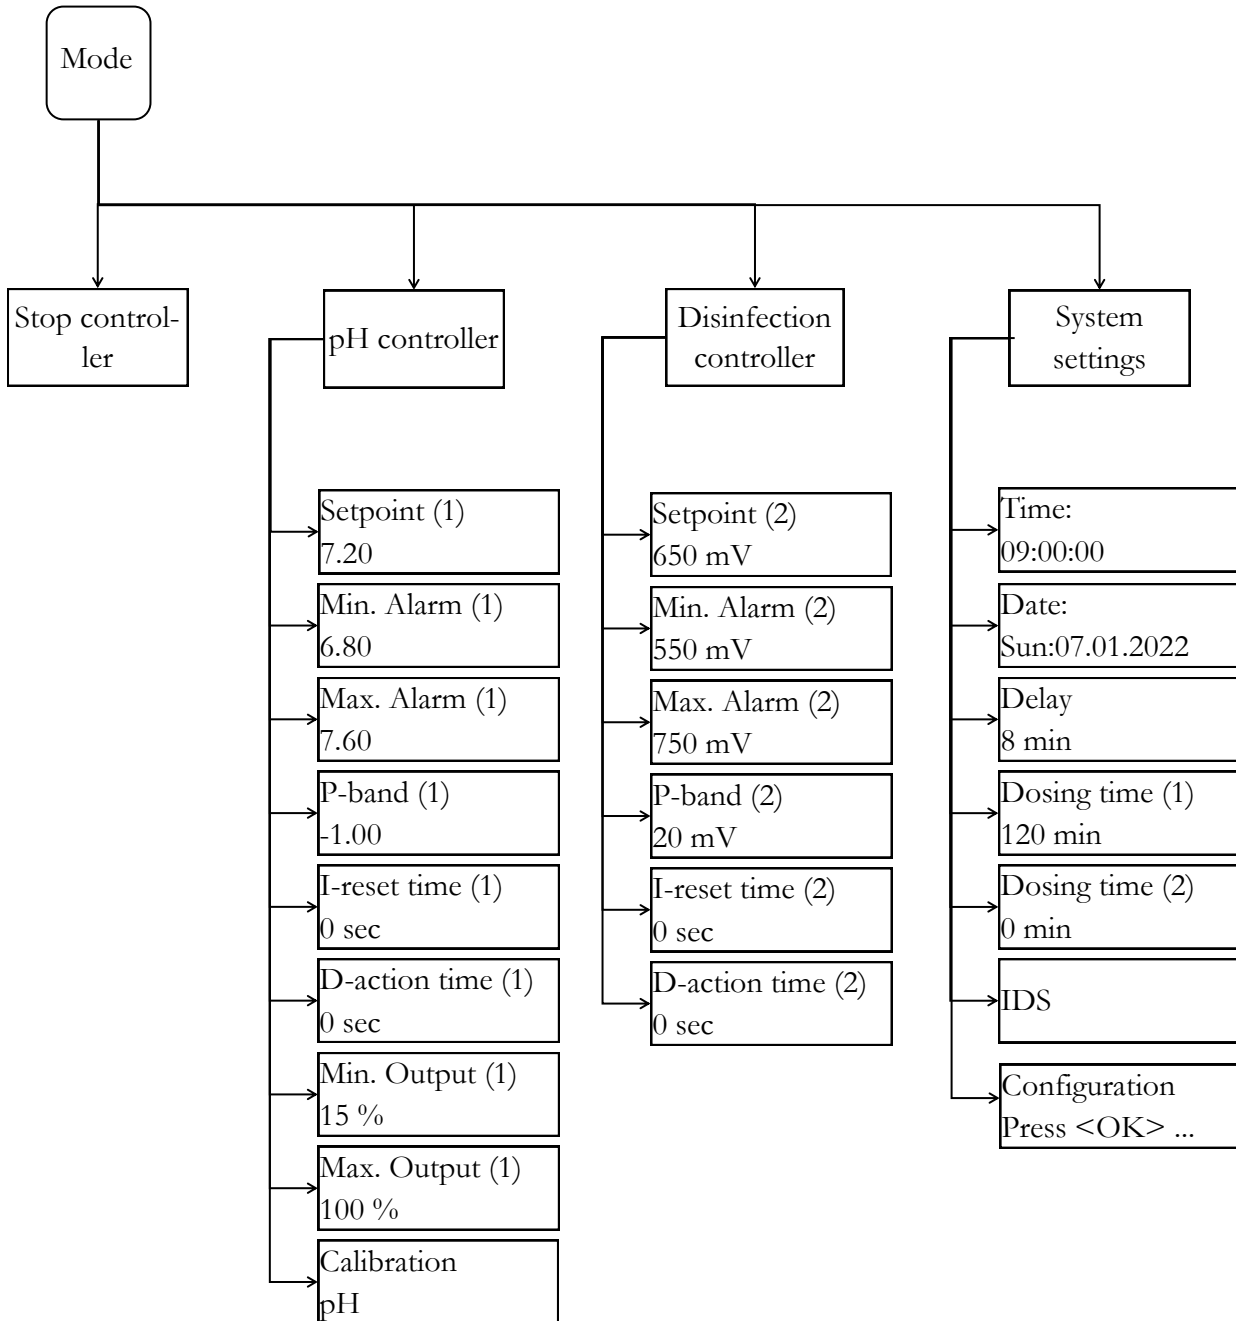 Mode
Stop control-
ler
pH controller
Disinfection
controller
System
settings
Setpoint (1)
7.20
Min. Alarm (1)
6.80
Max. Alarm (1)
7.60
P-band (1)
-1.00
I-reset time (1)
0 sec
D-action time (1)
0 sec
Min. Output (1)
15 %
Max. Output (1)
100 %
Calibration
pH
Setpoint (2)
650 mV
Min. Alarm (2)
550 mV
Max. Alarm (2)
750 mV
P-band (2)
20 mV
I-reset time (2)
0 sec
D-action time (2)
0 sec
Time:
09:00:00
Date:
Sun:07.01.2022
Delay
8 min
Dosing time (1)
120 min
Dosing time (2)
0 min
IDS
Configuration
Press <OK> ...